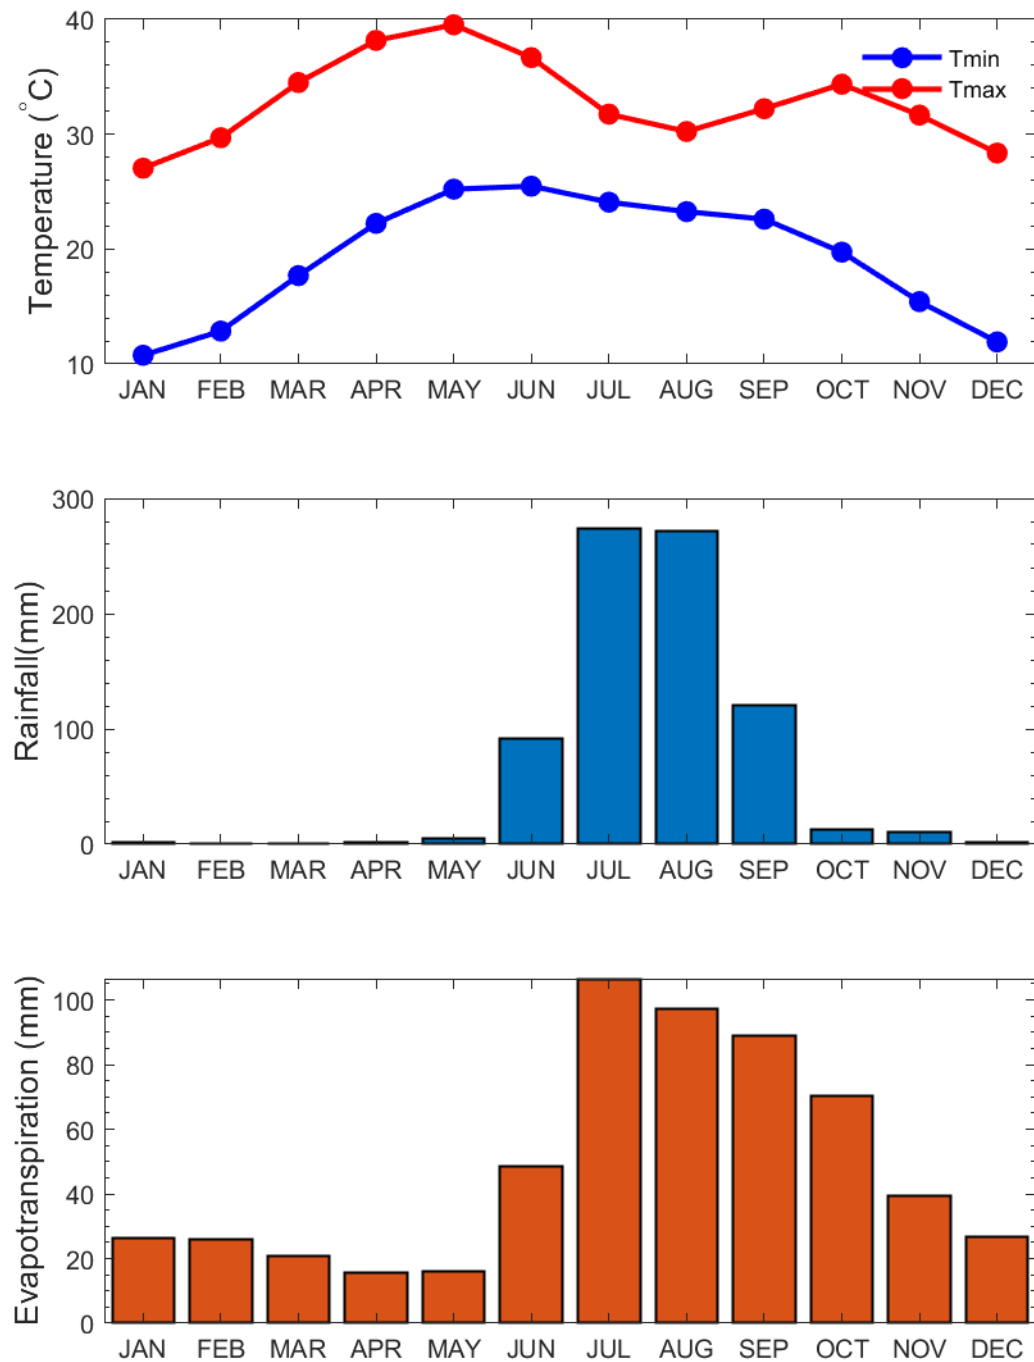 40
30
20
10
Temperature (°C)
Tmin
Tmax
JAN FEB MAR APR MAY JUN JUL AUG SEP OCT NOV DEC
300
200
100
0
Rainfall(mm)
JAN FEB MAR APR MAY JUN JUL AUG SEP OCT NOV DEC
100
80
60
40
20
0
Evapotranspiration (mm)
JAN FEB MAR APR MAY JUN JUL AUG SEP OCT NOV DEC